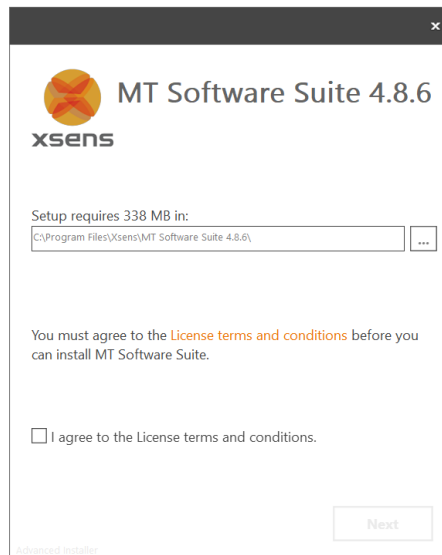 x
MT Software Suite 4.8.6
xsens
Setup requires 338 MB in:
C:\Program Files\Xsens\MT Software Suite 4.8.6\
...
You must agree to the License terms and conditions before you
can install MT Software Suite.
I agree to the License terms and conditions.
Next
Advanced Installer